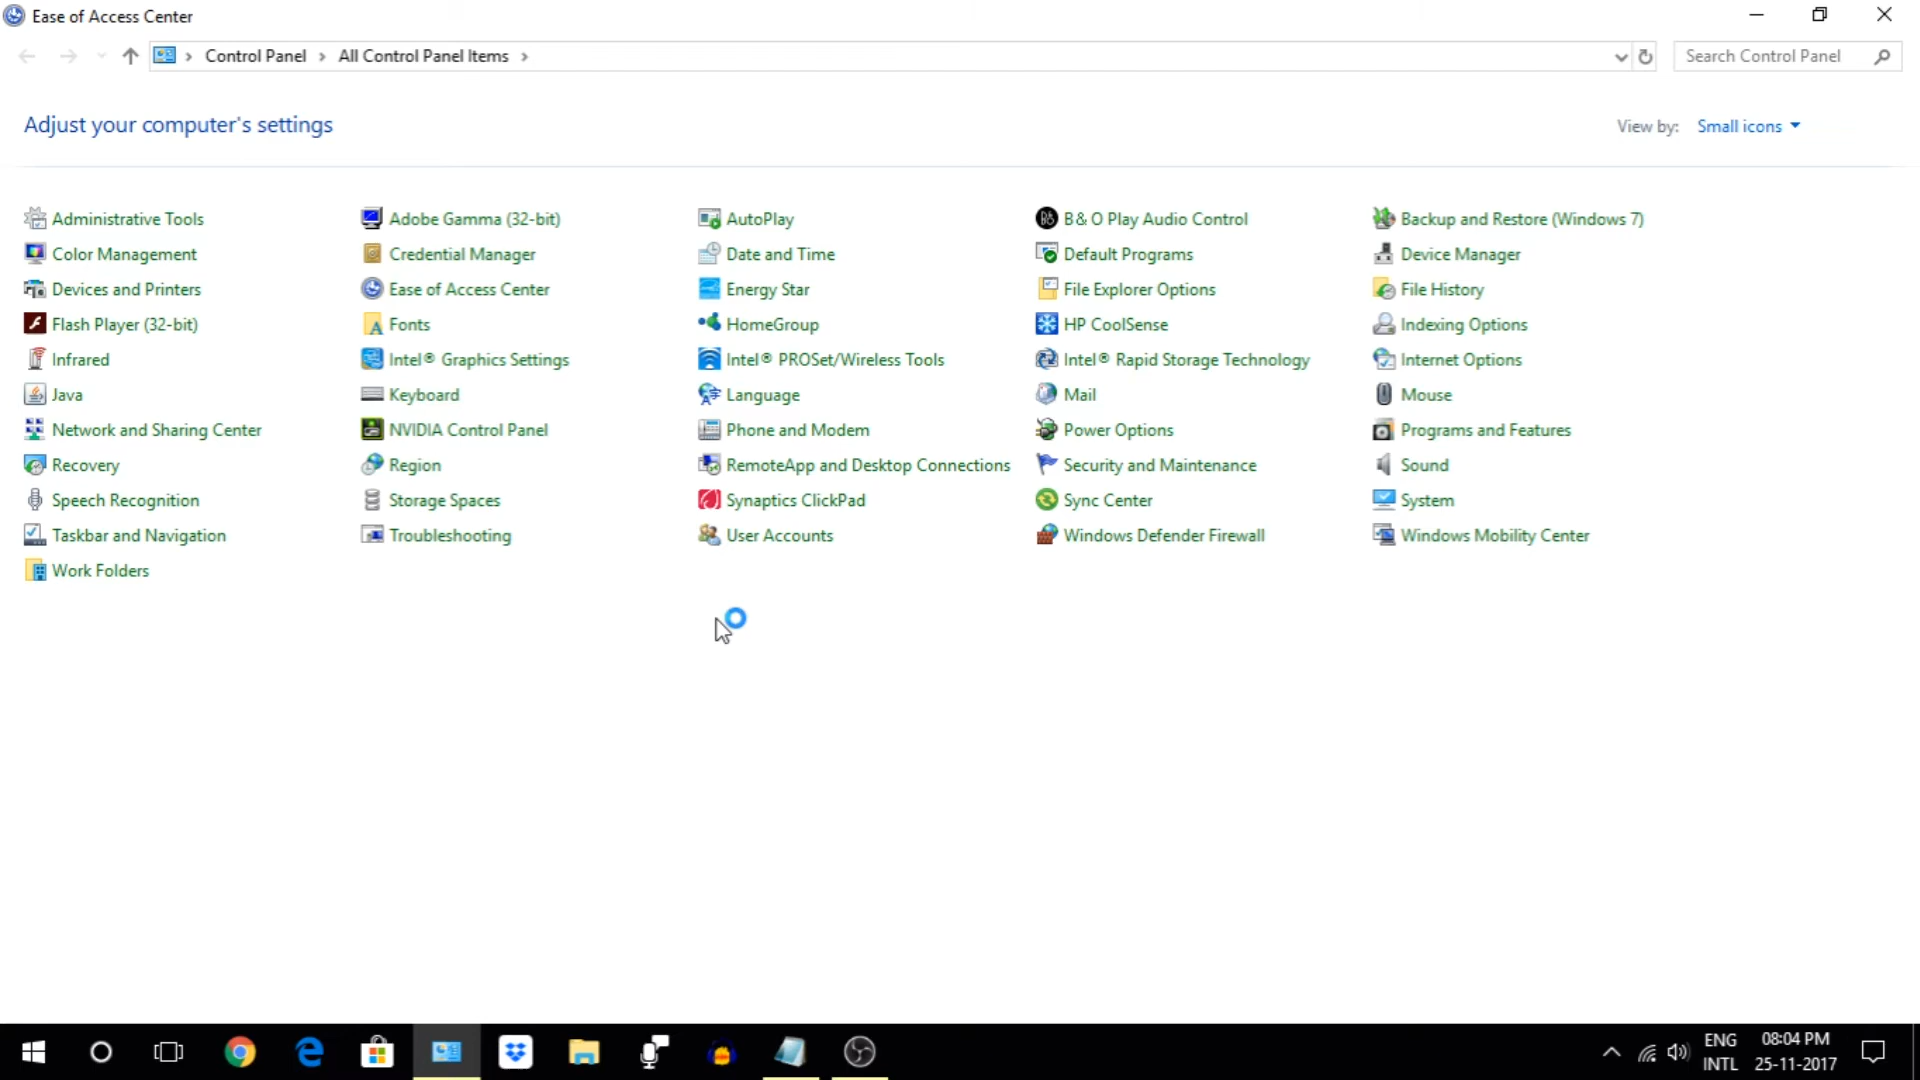 Ease of Access Center
Control Panel > All Control Panel Items >
Search Control Panel
Adjust your computer's settings
View by: Small icons
Administrative Tools
Adobe Gamma (32-bit)
AutoPlay
B&O Play Audio Control
Backup and Restore (Windows 7)
Color Management
Credential Manager
Date and Time
Default Programs
Device Manager
Devices and Printers
Ease of Access Center
Energy Star
File Explorer Options
File History
Flash Player (32-bit)
Fonts
HomeGroup
HP CoolSense
Indexing Options
Infrared
Intel® Graphics Settings
Intel® PROSet/Wireless Tools
Intel® Rapid Storage Technology
Internet Options
Java
Keyboard
Language
Mail
Mouse
Network and Sharing Center
NVIDIA Control Panel
Phone and Modem
Power Options
Programs and Features
Recovery
Region
RemoteApp and Desktop Connections
Security and Maintenance
Sound
Speech Recognition
Storage Spaces
Synaptics ClickPad
Sync Center
System
Taskbar and Navigation
Troubleshooting
User Accounts
Windows Defender Firewall
Windows Mobility Center
Work Folders
ENG
INTL
08:04 PM
25-11-2017